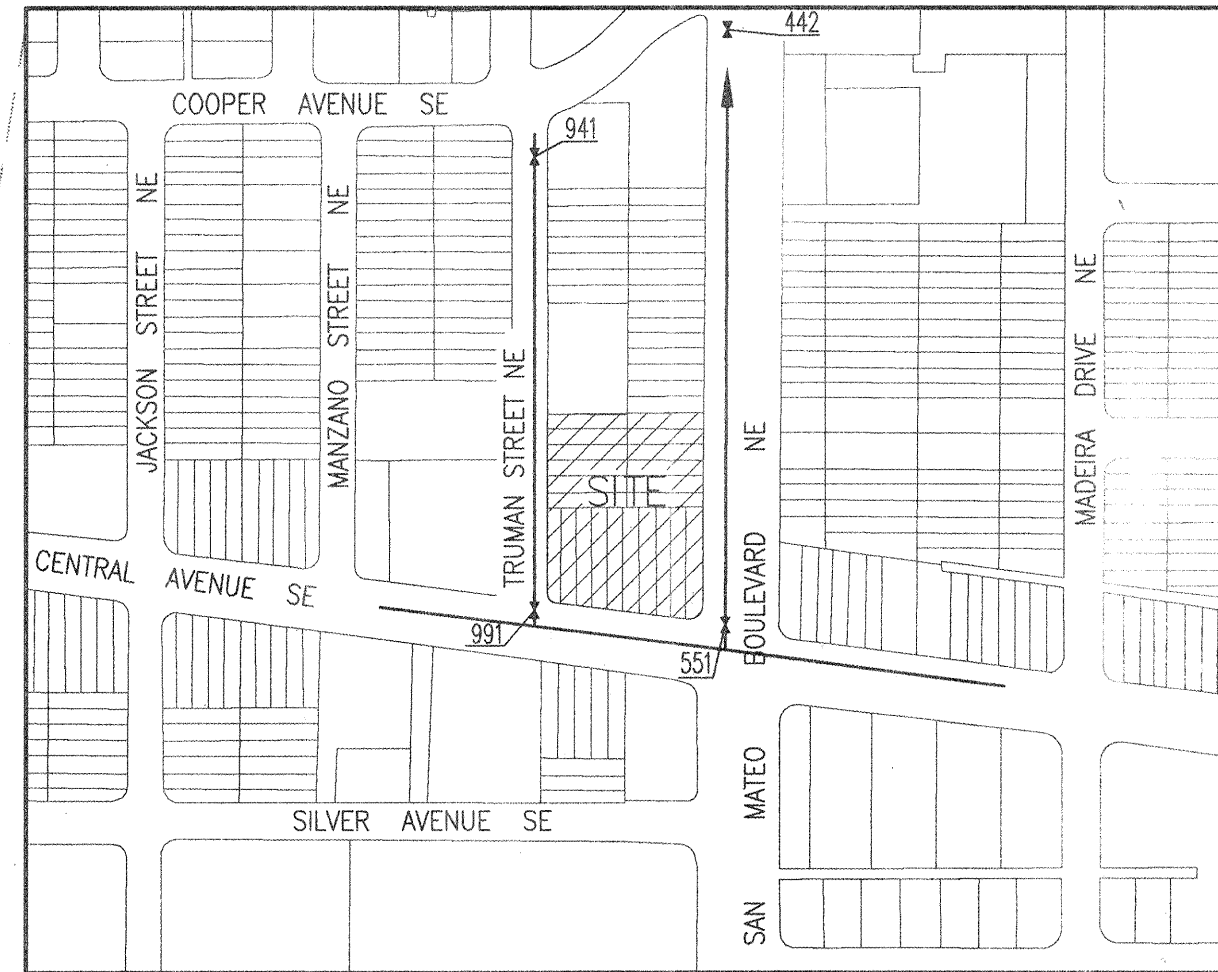 442
COOPER AVENUE SE
941
JACKSON STREET NE
MANZANO STREET NE
TRUMAN STREET NE
SITE
SAN MATEO BOULEVARD NE
MADEIRA DRIVE NE
CENTRAL AVENUE SE
991
551
SILVER AVENUE SE